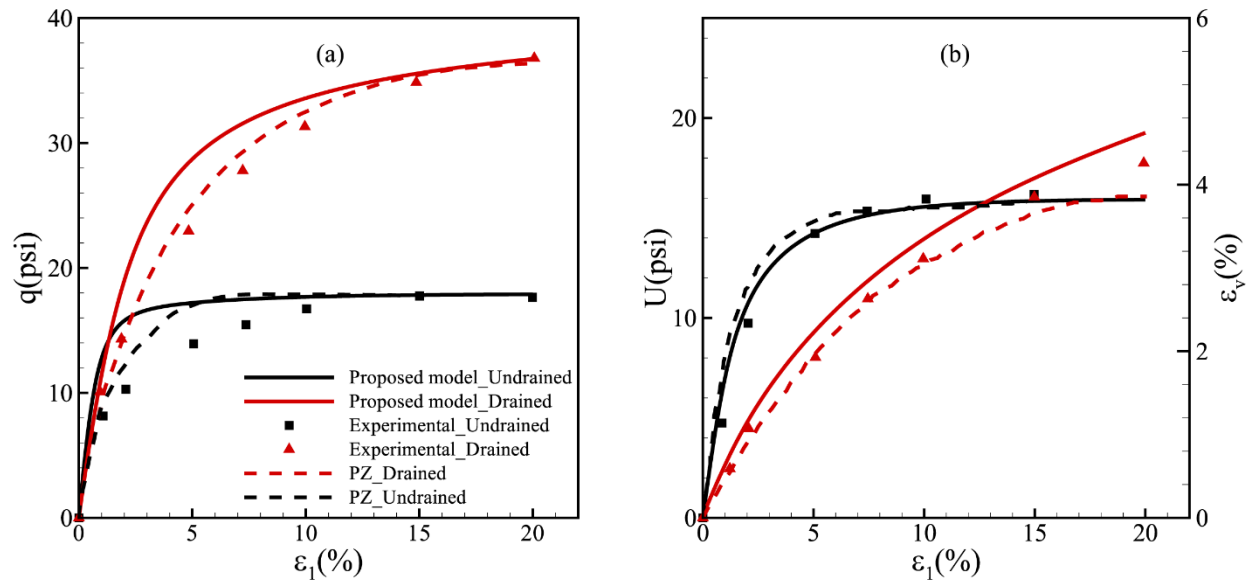 (a)
q(psi)
40
30
20
10
0
0 5 10 15 20
ε1(%)
Proposed model_Undrained
Proposed model_Drained
Experimental_Undrained
Experimental_Drained
PZ_Drained
PZ_Undrained
(b)
U(psi)
20
10
0
0 5 10 15 20
ε1(%)
6
4
2
0
εv(%)